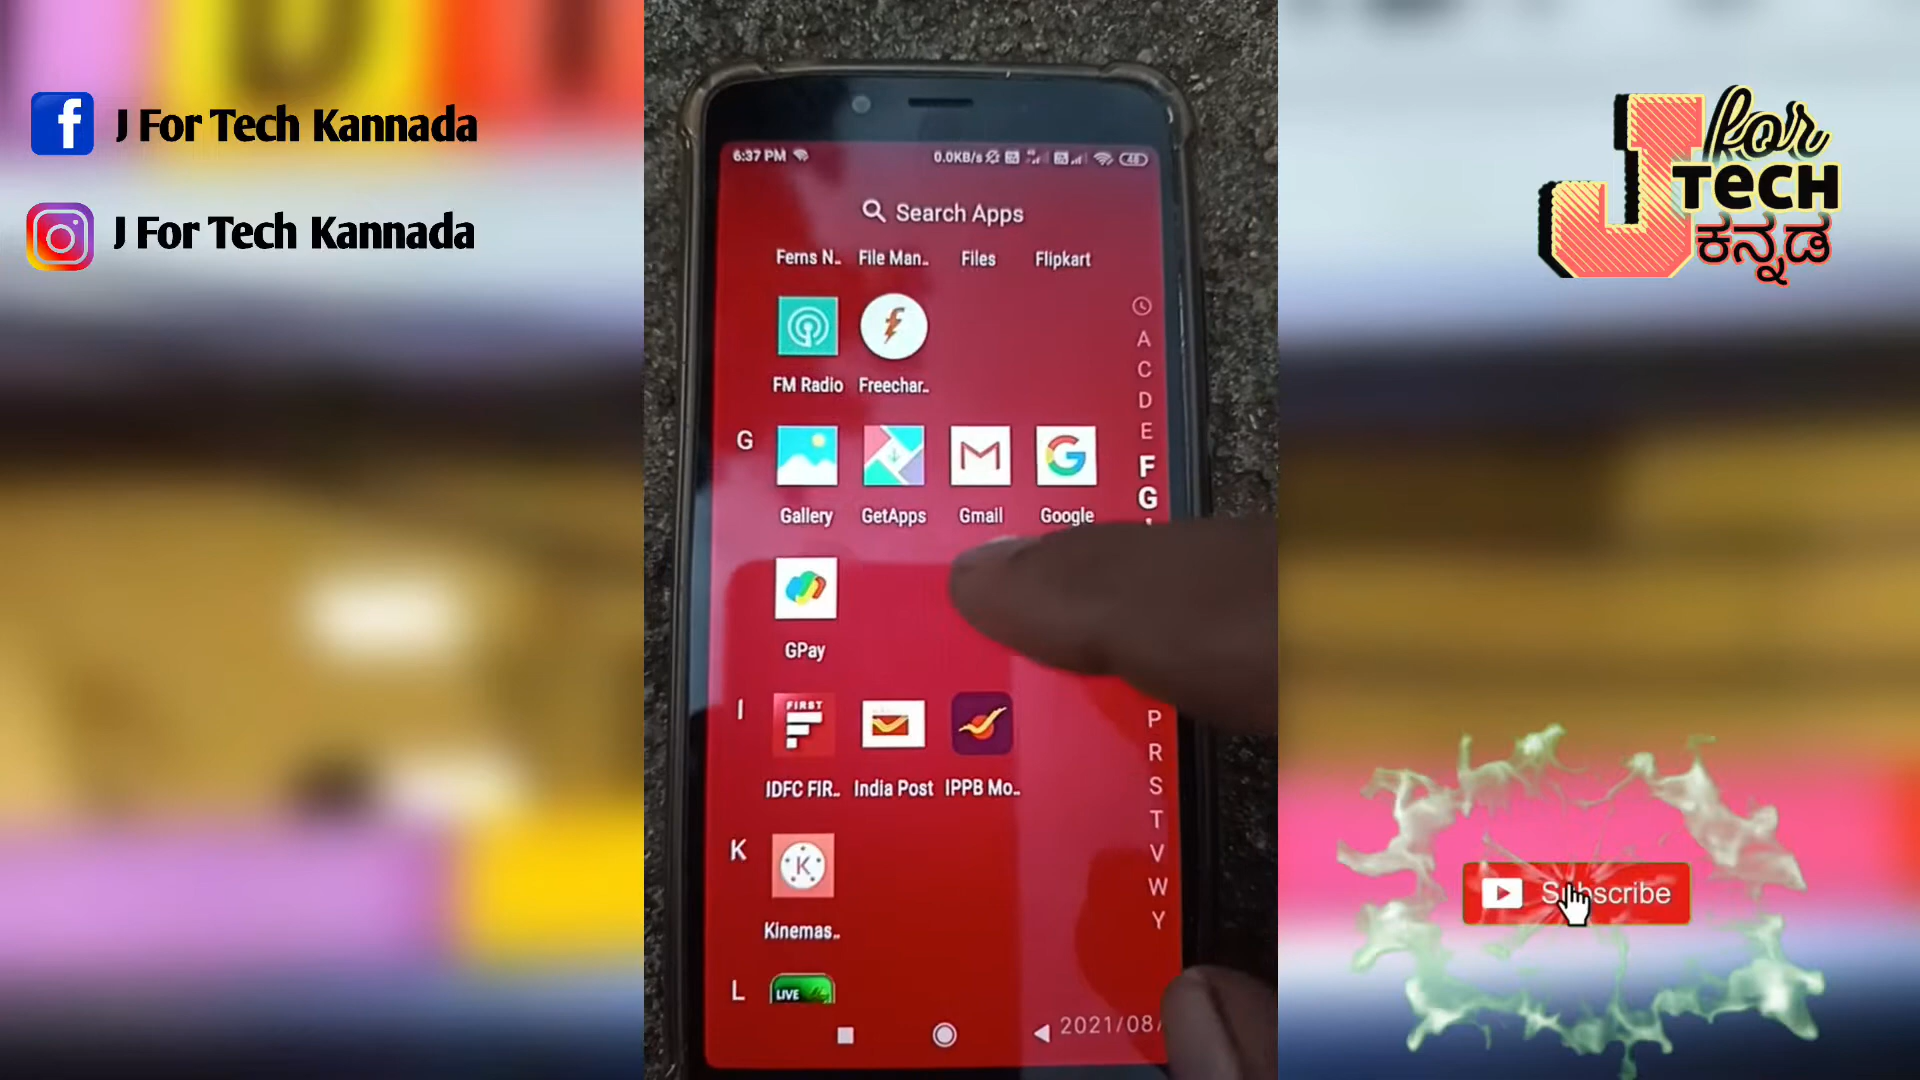 J For Tech Kannada
J For Tech Kannada
J for
TECH
ಕನ್ನಡ
6:37 PM
0.0KB/s
48
Search Apps
Ferns N.. File Man.. Files Flipkart
FM Radio Freechar..
G
Gallery GetApps Gmail Google
GPay
I
FIRST
IDFC FIR.. India Post IPPB Mo..
K
K
Kinemas..
L
LIVE
A
C
D
E
F
G
P
R
S
T
V
W
Y
2021/08/
Subscribe